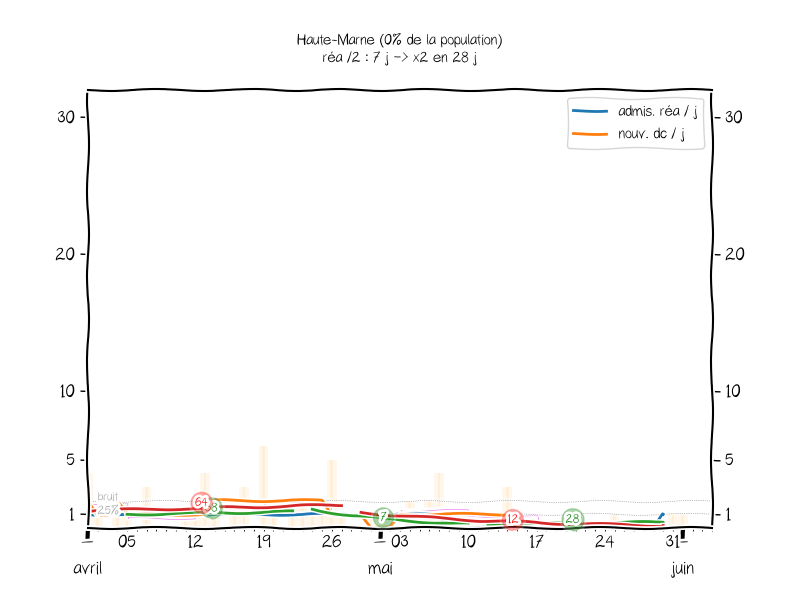 Haute-Marne (0% de la population)
réa /2 : 7 j -> x2 en 28 j
admis. réa / j
nouv. dc / j
30 30
20 20
10 10
5 5
1 1
bruit
25%
64
7
12
28
05 12 19 26 03 10 17 24 31
avril mai juin